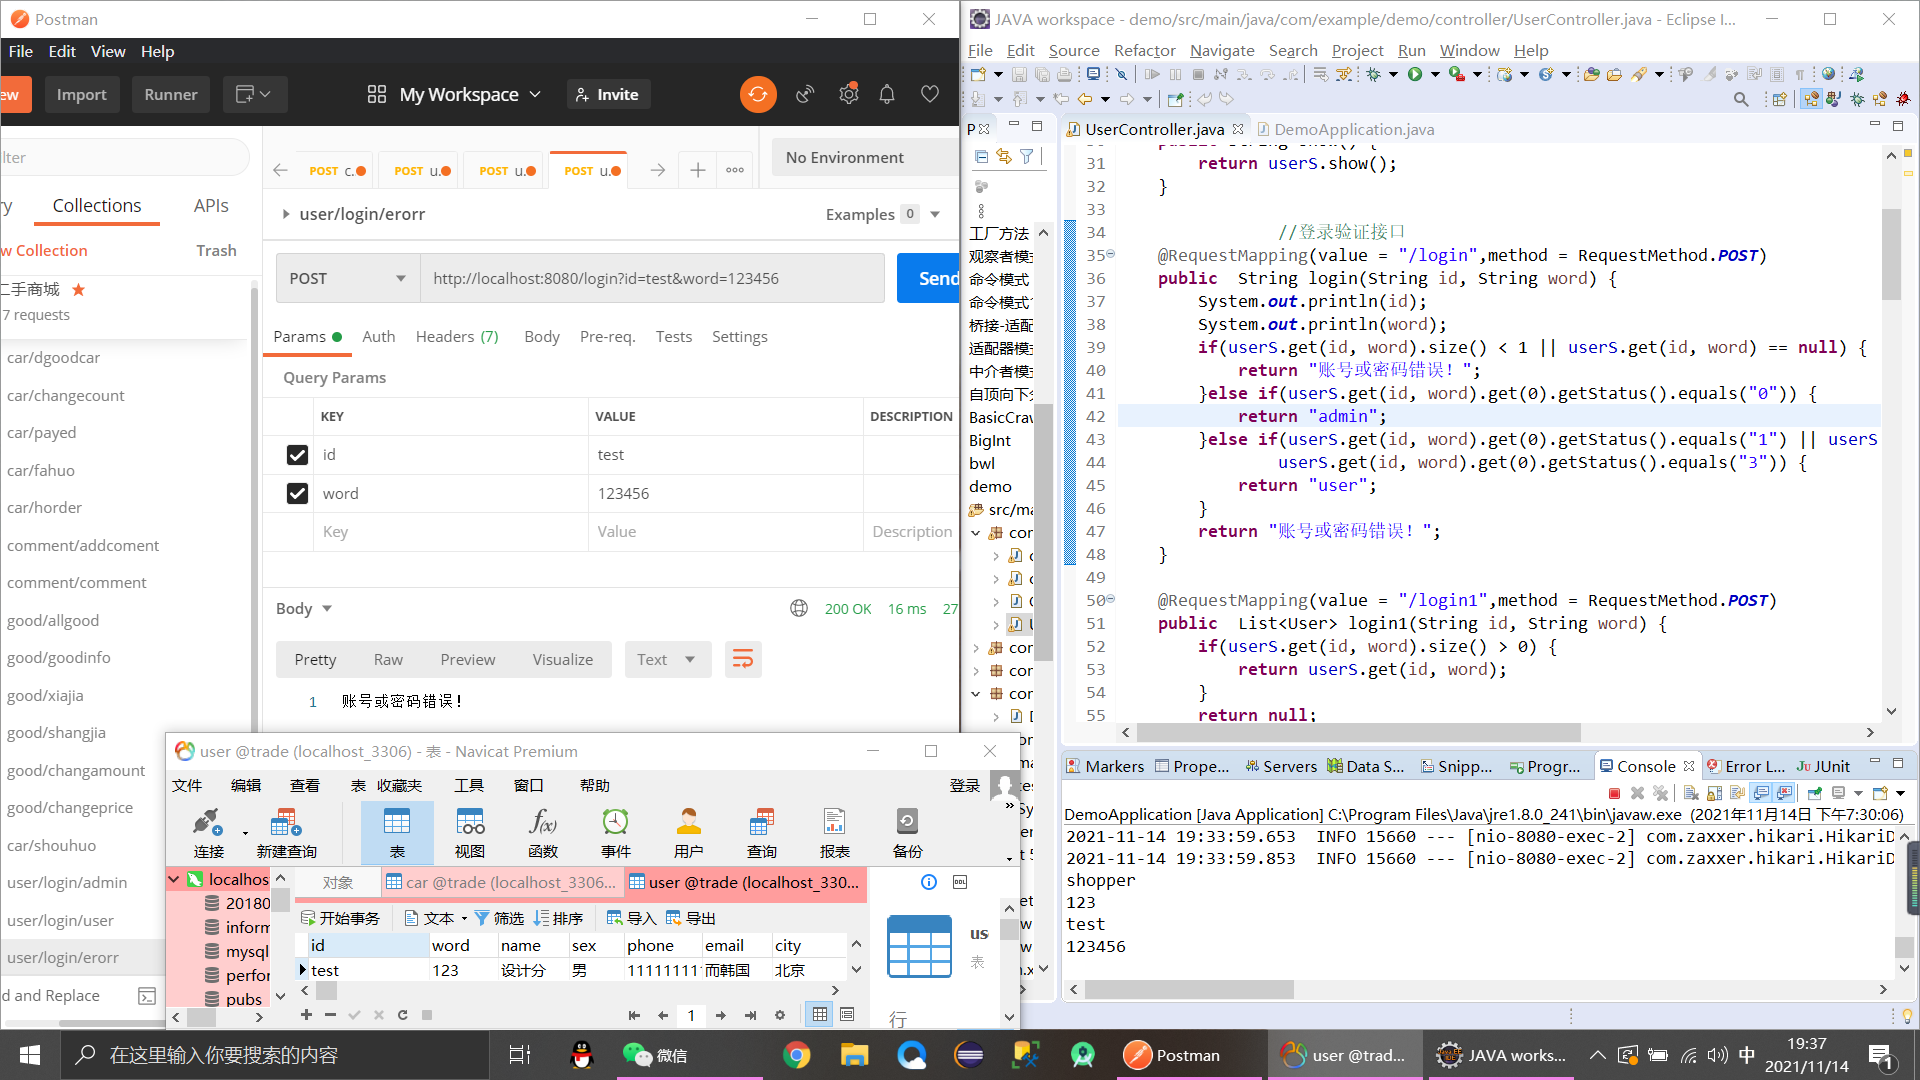 Postman
File Edit View Help
ew Import Runner My Workspace Invite
lter
ry Collections APIs
w Collection Trash
二手商城
7 requests
car/dgoodcar
car/changecount
car/payed
car/fahuo
car/horder
comment/addcoment
comment/comment
good/allgood
good/goodinfo
good/xiajia
good/shangjia
good/changamount
good/changeprice
car/shouhuo
user/login/admin
user/login/user
user/login/erorr
d and Replace
POST c. POST u. POST u. POST u. No Environment
user/login/erorr Examples 0
POST http://localhost:8080/login?id=test&word=123456 Send
Params Auth Headers (7) Body Pre-req. Tests Settings
Query Params
KEY VALUE DESCRIPTION
id test
word 123456
Key Value Description
Body 200 OK 16 ms 27
Pretty Raw Preview Visualize Text
1 账号或密码错误!
JAVA workspace - demo/src/main/java/com/example/demo/controller/UserController.java - Eclipse I...
File Edit Source Refactor Navigate Search Project Run Window Help
P
工厂方法
观察者模式
命令模式
命令模式
桥接-适配
适配器模式
中介者模式
自顶向下
BasicCraw
BigInt
bwl
demo
src/ma
con
con
con
con
UserController.java DemoApplication.java
30 public String show() {
31 return userS.show();
32 }
33
34 //登录验证接口
35 @RequestMapping(value = "/login",method = RequestMethod.POST)
36 public String login(String id, String word) {
37 System.out.println(id);
38 System.out.println(word);
39 if(userS.get(id, word).size() < 1 || userS.get(id, word) == null) {
40 return "账号或密码错误！";
41 }else if(userS.get(id, word).get(0).getStatus().equals("0")) {
42 return "admin";
43 }else if(userS.get(id, word).get(0).getStatus().equals("1") || userS
44 userS.get(id, word).get(0).getStatus().equals("3")) {
45 return "user";
46 }
47 return "账号或密码错误！";
48 }
49
50 @RequestMapping(value = "/login1",method = RequestMethod.POST)
51 public List<User> login1(String id, String word) {
52 if(userS.get(id, word).size() > 0) {
53 return userS.get(id, word);
54 }
55 return null;
Markers Prope... Servers Data S... Snipp... Progr... Console Error L... JUnit
DemoApplication [Java Application] C:\Program Files\Java\jre1.8.0_241\bin\javaw.exe (2021年11月14日 下午7:30:06)
2021-11-14 19:33:59.653 INFO 15660 --- [nio-8080-exec-2] com.zaxxer.hikari.HikariD
2021-11-14 19:33:59.853 INFO 15660 --- [nio-8080-exec-2] com.zaxxer.hikari.HikariD
shopper
123
test
123456
user @trade (localhost_3306) - 表 - Navicat Premium
文件 编辑 查看 表 收藏夹 工具 窗口 帮助 登录
连接 新建查询 表 视图 函数 事件 用户 查询 报表 备份
localhos
20180
inform
mysql
perfor
pubs
对象 car @trade (localhost_3306... user @trade (localhost_330...
开始事务 文本 筛选 排序 导入 导出
id word name sex phone email city
test 123 设计分 男 111111111 而韩国 北京
1
us
表
行
在这里输入你要搜索的内容
微信 Postman user @trad... JAVA works...
中 19:37
2021/11/14
1